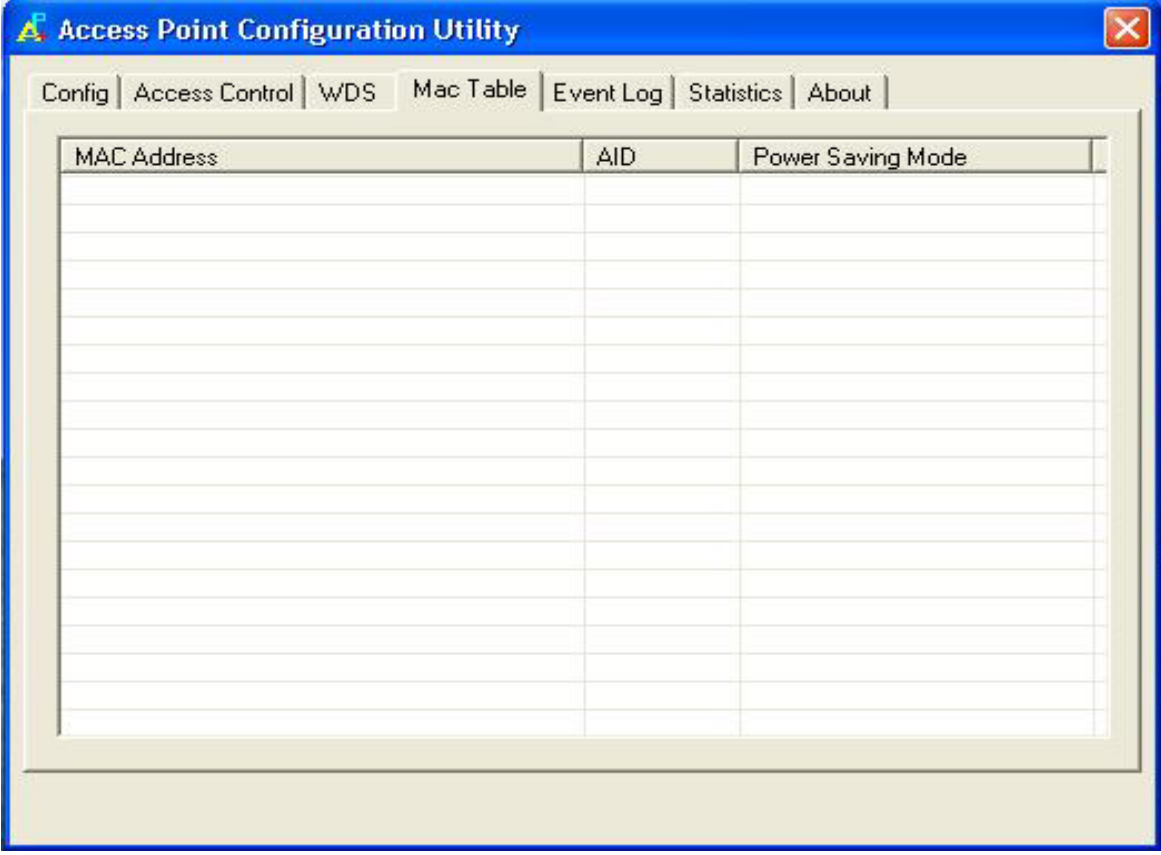 Access Point Configuration Utility
Config Access Control WDS Mac Table Event Log Statistics About
MAC Address AID Power Saving Mode